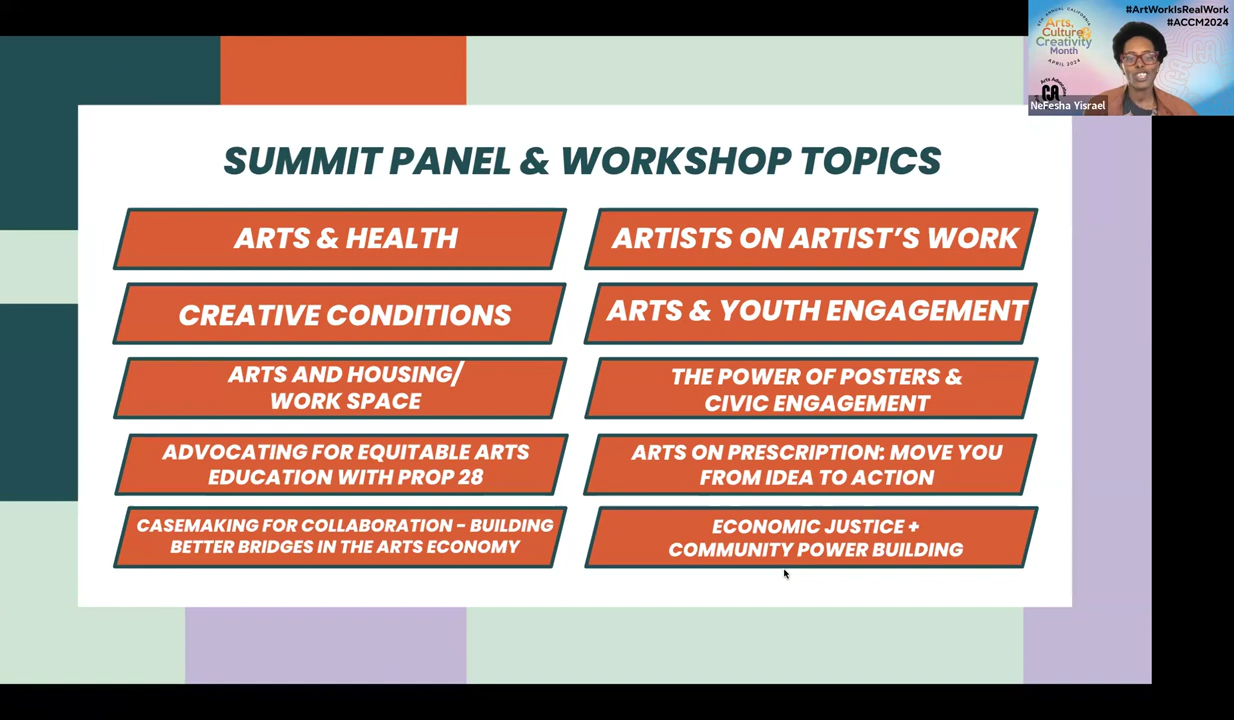 #ArtWorkIsRealWork
#ACCM2024
Arts,
Culture &
Creativity
Month
APRIL 2024
CA
NeFesha Yisrael
SUMMIT PANEL & WORKSHOP TOPICS
ARTS & HEALTH
ARTISTS ON ARTIST’S WORK
CREATIVE CONDITIONS
ARTS & YOUTH ENGAGEMENT
ARTS AND HOUSING/
WORK SPACE
THE POWER OF POSTERS &
CIVIC ENGAGEMENT
ADVOCATING FOR EQUITABLE ARTS
EDUCATION WITH PROP 28
ARTS ON PRESCRIPTION: MOVE YOU
FROM IDEA TO ACTION
CASEMAKING FOR COLLABORATION - BUILDING
BETTER BRIDGES IN THE ARTS ECONOMY
ECONOMIC JUSTICE +
COMMUNITY POWER BUILDING